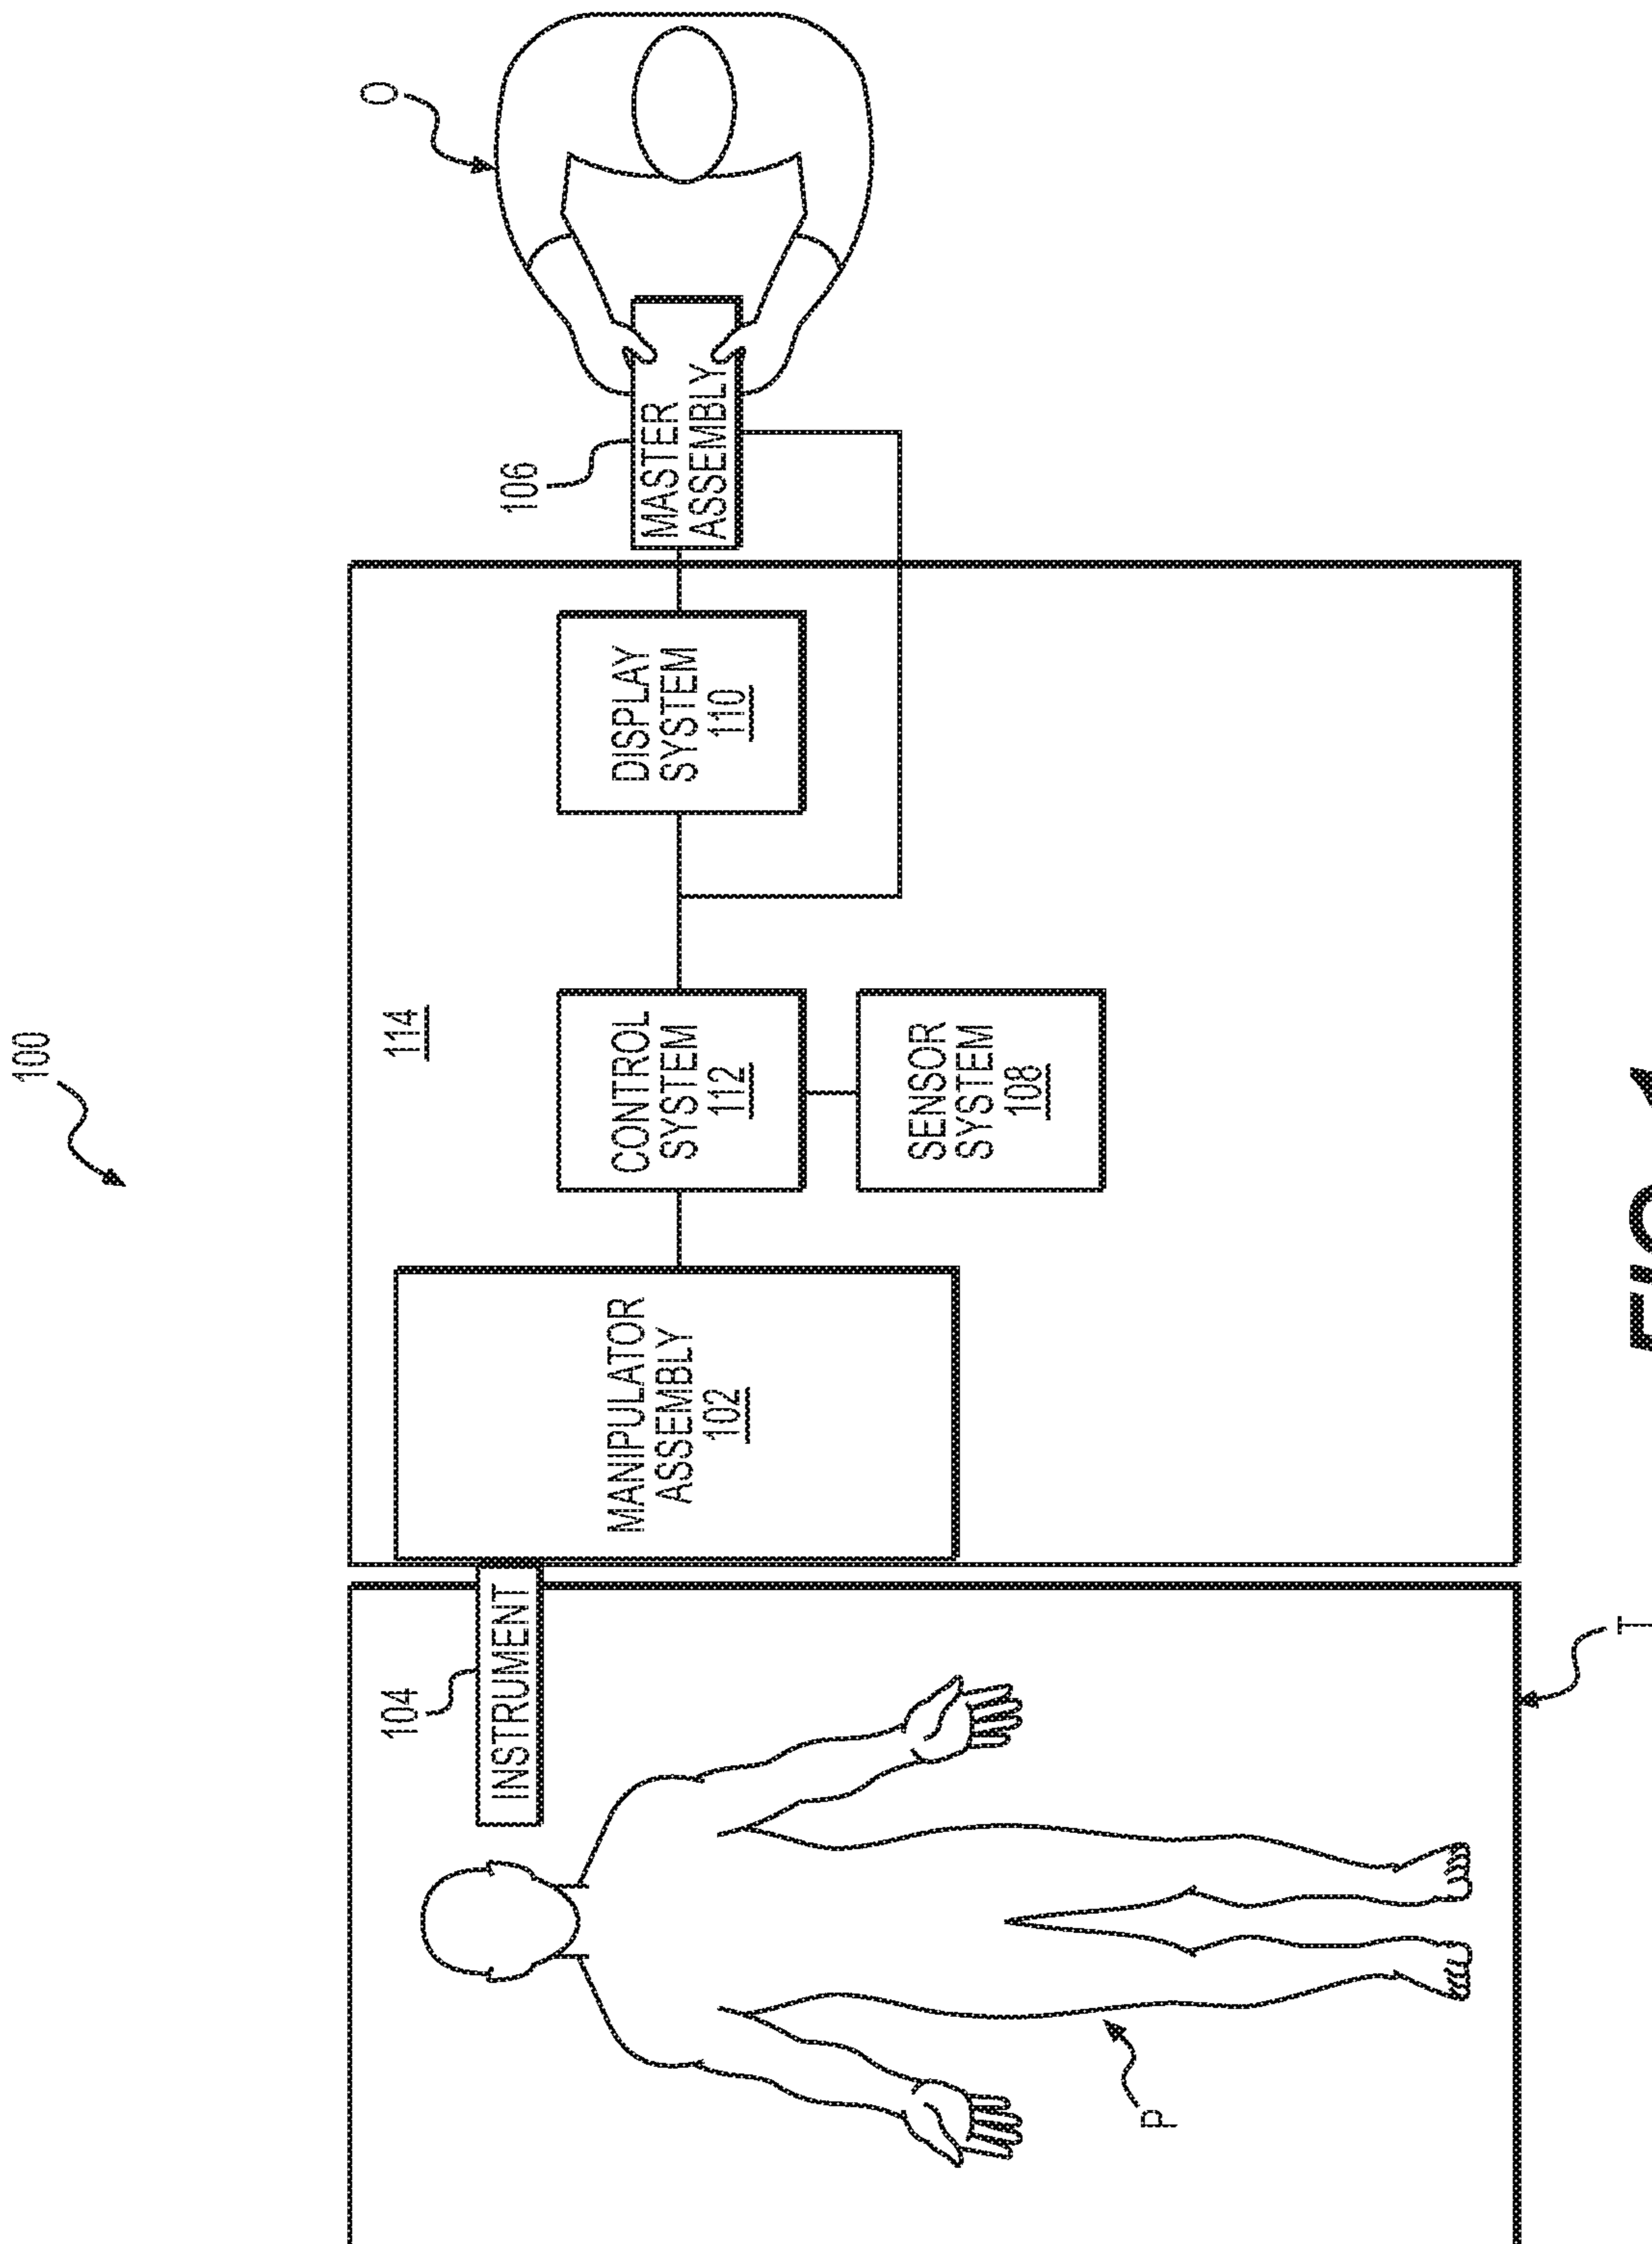 100
114
104
INSTRUMENT
MANIPULATOR
ASSEMBLY
102
CONTROL
SYSTEM
112
SENSOR
SYSTEM
108
DISPLAY
SYSTEM
110
106
MASTER
ASSEMBLY
O
P
T